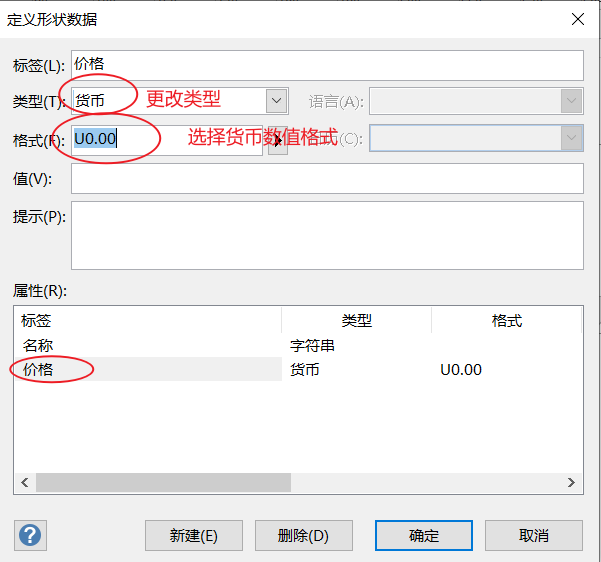 定义形状数据
标签(L): 价格
类型(T): 货币 更改类型 语言(A):
格式(F): U0.00 选择货币数值格式 (C):
值(V):
提示(P):
属性(R):
标签 类型 格式
名称 字符串
价格 货币 U0.00
? 新建(E) 删除(D) 确定 取消